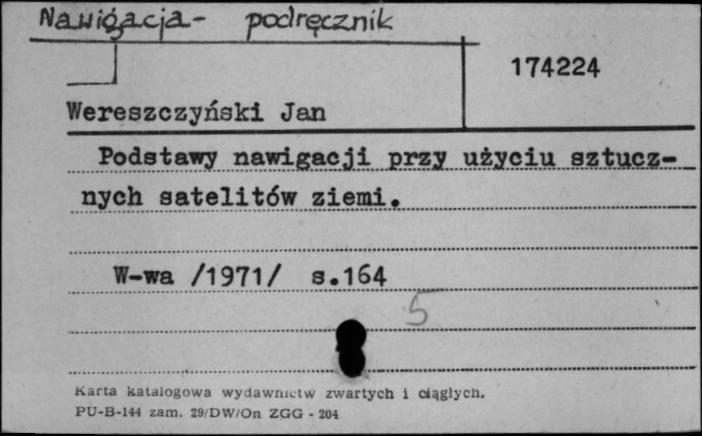 Nawigacja - podręcznik
174224
Wereszczyński Jan
Podstawy nawigacji przy użyciu sztucz-
nych satelitów ziemi.
W-wa /1971/ s.164
5
Karta katalogowa wydawnictw zwartych i ciągłych.
PU-B-144 zam. 29/DW/On ZGG - 204